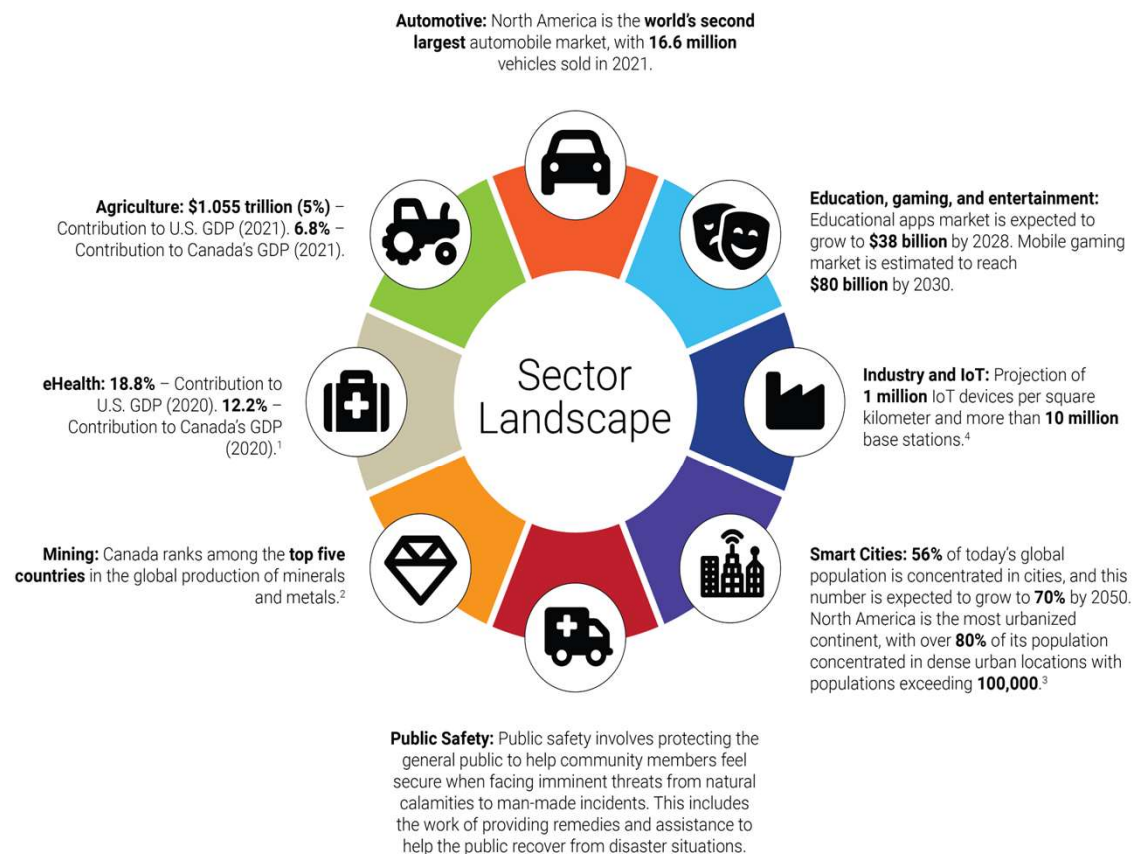 Automotive: North America is the world's second
largest automobile market, with 16.6 million
vehicles sold in 2021.
Agriculture: $1.055 trillion (5%) –
Contribution to U.S. GDP (2021). 6.8% –
Contribution to Canada's GDP (2021).
Education, gaming, and entertainment:
Educational apps market is expected to
grow to $38 billion by 2028. Mobile gaming
market is estimated to reach
$80 billion by 2030.
eHealth: 18.8% – Contribution to
U.S. GDP (2020). 12.2% –
Contribution to Canada's GDP
(2020).¹
Sector
Landscape
Industry and IoT: Projection of
1 million IoT devices per square
kilometer and more than 10 million
base stations.⁴
Mining: Canada ranks among the top five
countries in the global production of minerals
and metals.²
Smart Cities: 56% of today's global
population is concentrated in cities, and this
number is expected to grow to 70% by 2050.
North America is the most urbanized
continent, with over 80% of its population
concentrated in dense urban locations with
populations exceeding 100,000.³
Public Safety: Public safety involves protecting the
general public to help community members feel
secure when facing imminent threats from natural
calamities to man-made incidents. This includes
the work of providing remedies and assistance to
help the public recover from disaster situations.